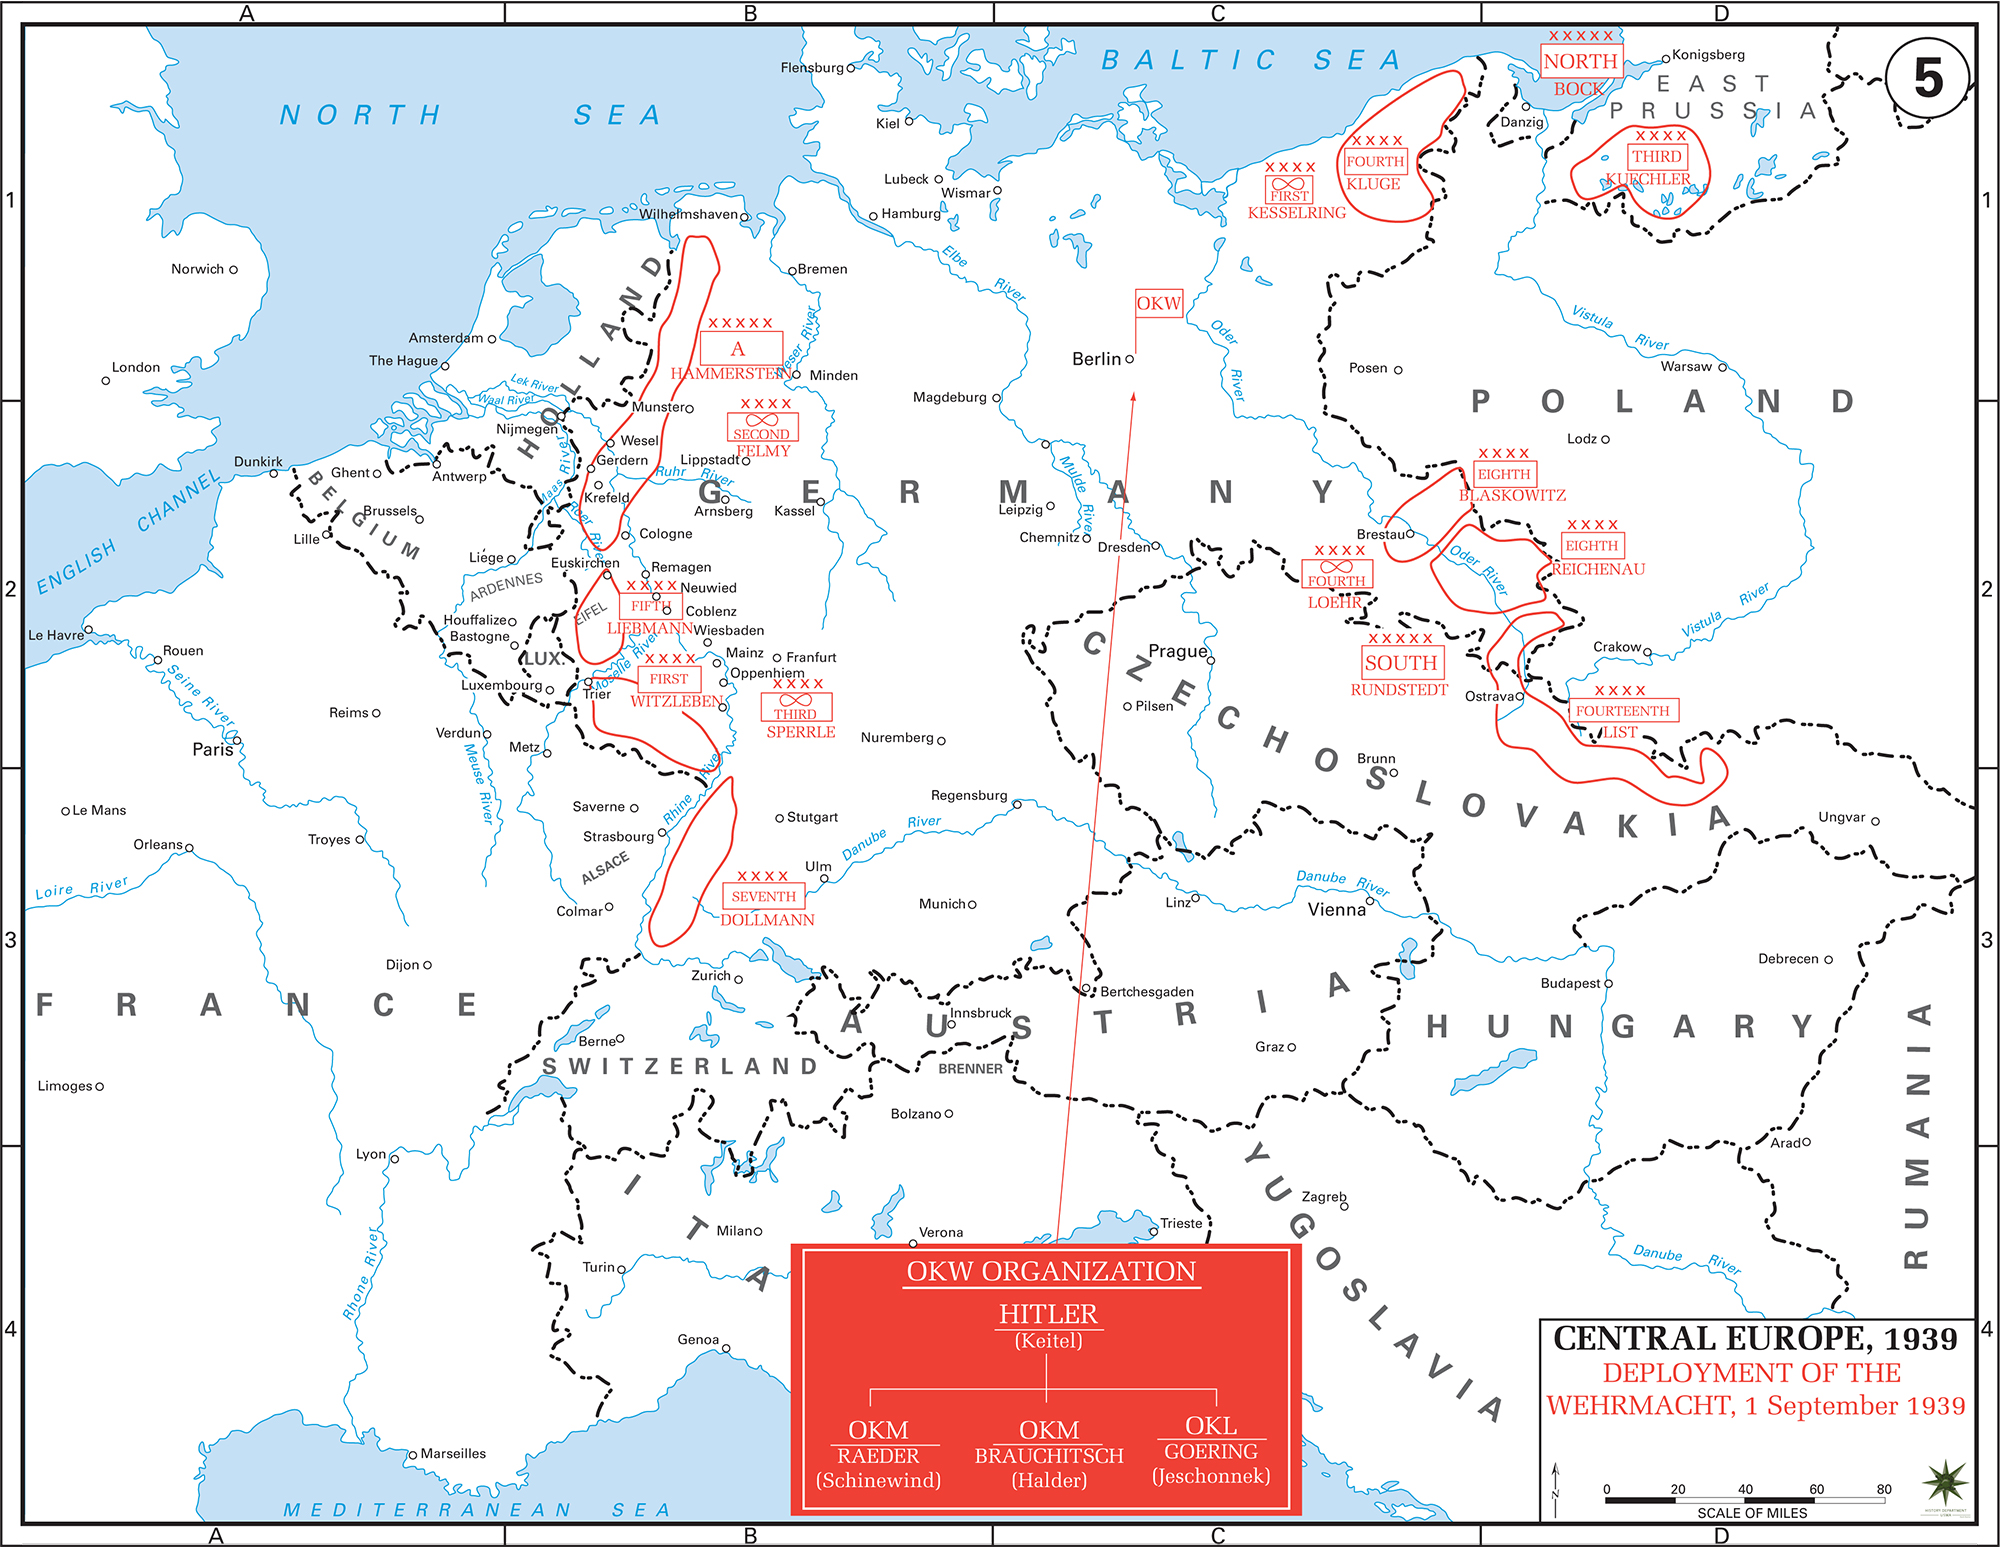 A
B
C
D
5
NORTH SEA
BALTIC SEA
Flensburg
Kiel
Lubeck
Wismar
Hamburg
Wilhelmshaven
Bremen
Norwich
London
XXXXX
NORTH
BOCK
Konigsberg
EAST
PRUSSIA
Danzig
XXXX
THIRD
KUECHLER
XXXX
FOURTH
KLUGE
XXXX
FIRST
KESSELRING
1
1
Elbe River
Weser River
Oder River
Vistula River
HOLLAND
Amsterdam
The Hague
Lek River
Waal River
Nijmegen
Maas River
XXXXX
A
HAMMERSTEIN
Minden
Munster
XXXX
SECOND
FELMY
Wesel
Gerdern
Lippstadt
Ruhr River
Krefeld
Arnsberg
Kassel
Cologne
Roer River
OKW
Berlin
Magdeburg
Mulde River
Leipzig
Chemnitz
Dresden
GERMANY
Posen
Warsaw
POLAND
Lodz
XXXX
EIGHTH
BLASKOWITZ
Brestau
XXXX
EIGHTH
REICHENAU
Oder River
XXXX
FOURTH
LOEHR
XXXXX
SOUTH
RUNDSTEDT
Vistula River
Crakow
Ostrava
XXXX
FOURTEENTH
LIST
2
2
ENGLISH CHANNEL
Dunkirk
Ghent
Antwerp
BELGIUM
Brussels
Lille
Liége
ARDENNES
Houffalize
Bastogne
LUX.
Luxembourg
Euskirchen
Remagen
Neuwied
EIFEL
XXXX
FIFTH
LIEBMANN
Coblenz
Wiesbaden
Moselle River
Mainz
Franfurt
Oppenhiem
XXXX
FIRST
WITZLEBEN
Trier
XXXX
THIRD
SPERRLE
Le Havre
Rouen
Seine River
Reims
Paris
Verdun
Metz
Meuse River
Nuremberg
Prague
Pilsen
CZECHOSLOVAKIA
Brunn
Ungvar
Le Mans
Orleans
Troyes
Loire River
Saverne
Strasbourg
Rhine River
ALSACE
Colmar
Stutgart
Ulm
Danube River
Regensburg
XXXX
SEVENTH
DOLLMANN
Munich
Linz
Danube River
Vienna
3
3
Dijon
FRANCE
Limoges
Lyon
Zurich
Berne
SWITZERLAND
Innsbruck
Bertchesgaden
AUSTRIA
BRENNER
Bolzano
Graz
Budapest
Debrecen
HUNGARY
RUMANIA
Arad
ITA
Milano
Verona
Trieste
Turin
Genoa
Zagreb
YUGOSLAVIA
Danube River
Rhone River
Marseilles
MEDITERRANEAN SEA
4
4
OKW ORGANIZATION
HITLER
(Keitel)
OKM
RAEDER
(Schinewind)
OKM
BRAUCHITSCH
(Halder)
OKL
GOERING
(Jeschonnek)
CENTRAL EUROPE, 1939
DEPLOYMENT OF THE
WEHRMACHT, 1 September 1939
N
0 20 40 60 80
SCALE OF MILES
A
B
C
D